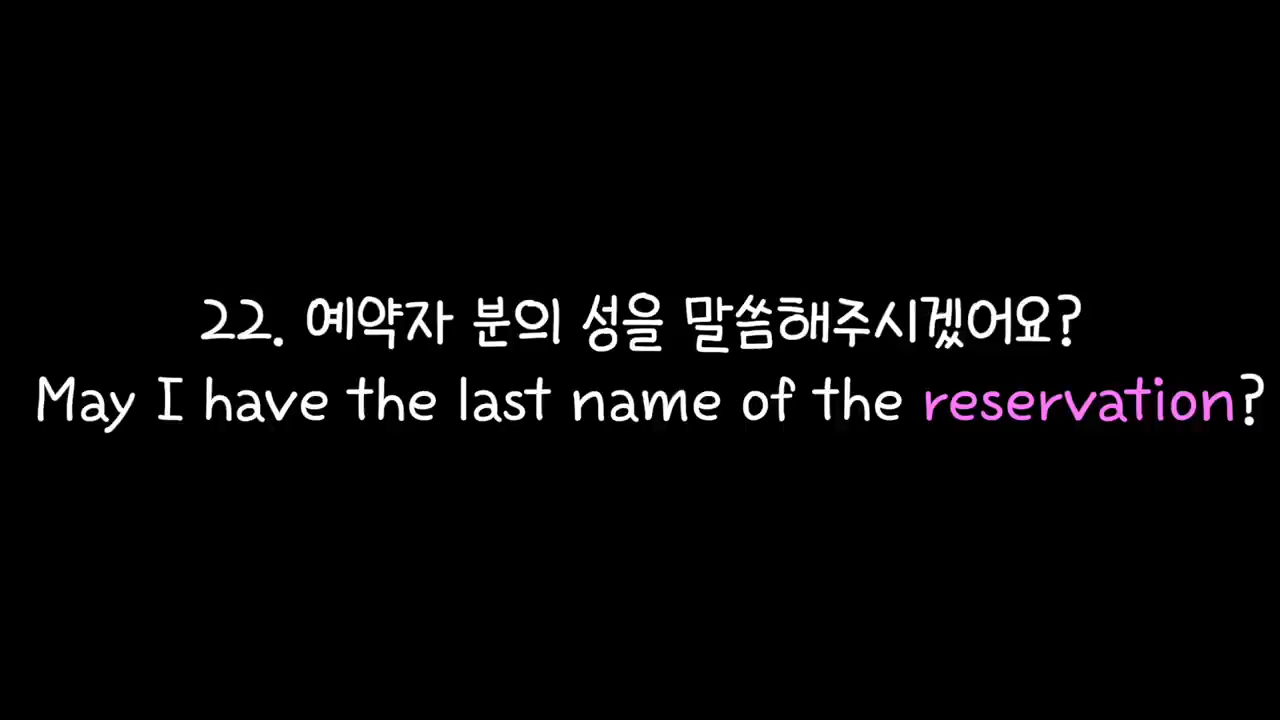 22. 예약자 분의 성을 말씀해주시겠어요?
May I have the last name of the reservation?